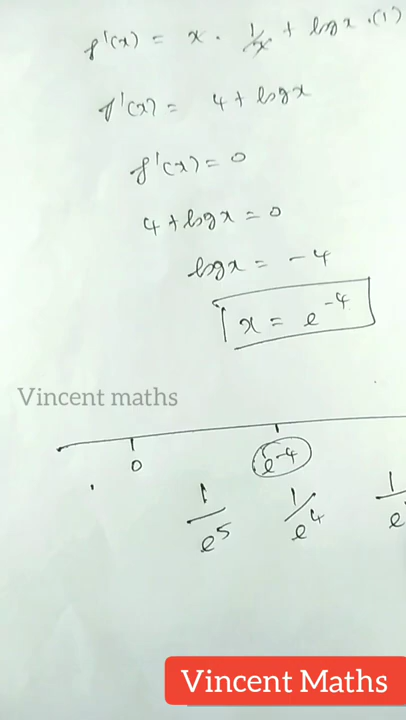 f'(x) = x · 1/x + log x · (1)
f'(x) = 4 + log x
f'(x) = 0
4 + log x = 0
log x = -4
x = e^-4
Vincent maths
0 e^-4
1/e^5 1/e^4
Vincent Maths